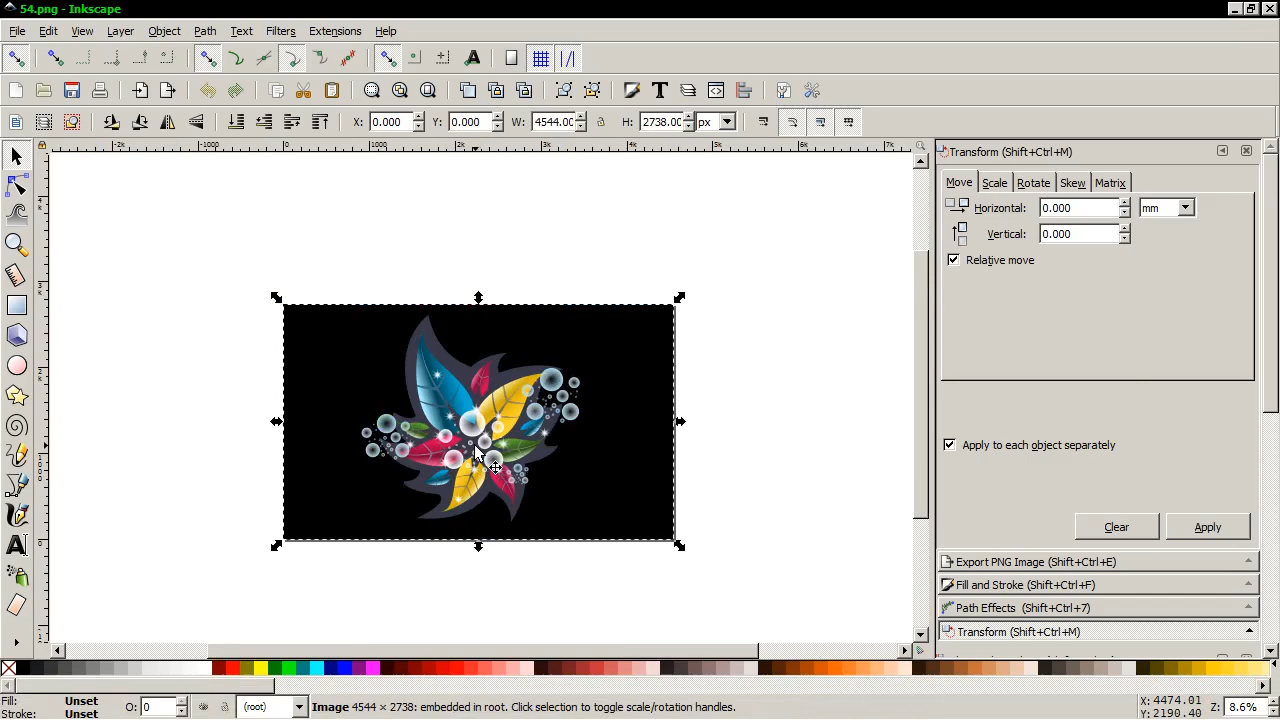 54.png - Inkscape
File Edit View Layer Object Path Text Filters Extensions Help
X: 0.000 Y: 0.000 W: 4544.00 H: 2738.00 px
Transform (Shift+Ctrl+M)
Move Scale Rotate Skew Matrix
Horizontal: 0.000 mm
Vertical: 0.000
Relative move
Apply to each object separately
Clear Apply
Export PNG Image (Shift+Ctrl+E)
Fill and Stroke (Shift+Ctrl+F)
Path Effects (Shift+Ctrl+7)
Transform (Shift+Ctrl+M)
Fill: Unset
Stroke: Unset
O: 0
(root)
Image 4544 × 2738: embedded in root. Click selection to toggle scale/rotation handles.
X: 4474.01
Y: 2190.40
Z: 8.6%